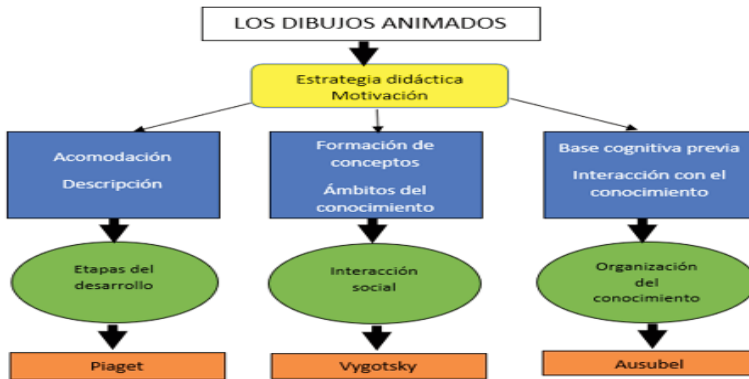 LOS DIBUJOS ANIMADOS
Estrategia didáctica
Motivación
Acomodación
Descripción
Formación de
conceptos
Ámbitos del
conocimiento
Base cognitiva previa
Interacción con el
conocimiento
Etapas del
desarrollo
Interacción
social
Organización
del
conocimiento
Piaget
Vygotsky
Ausubel